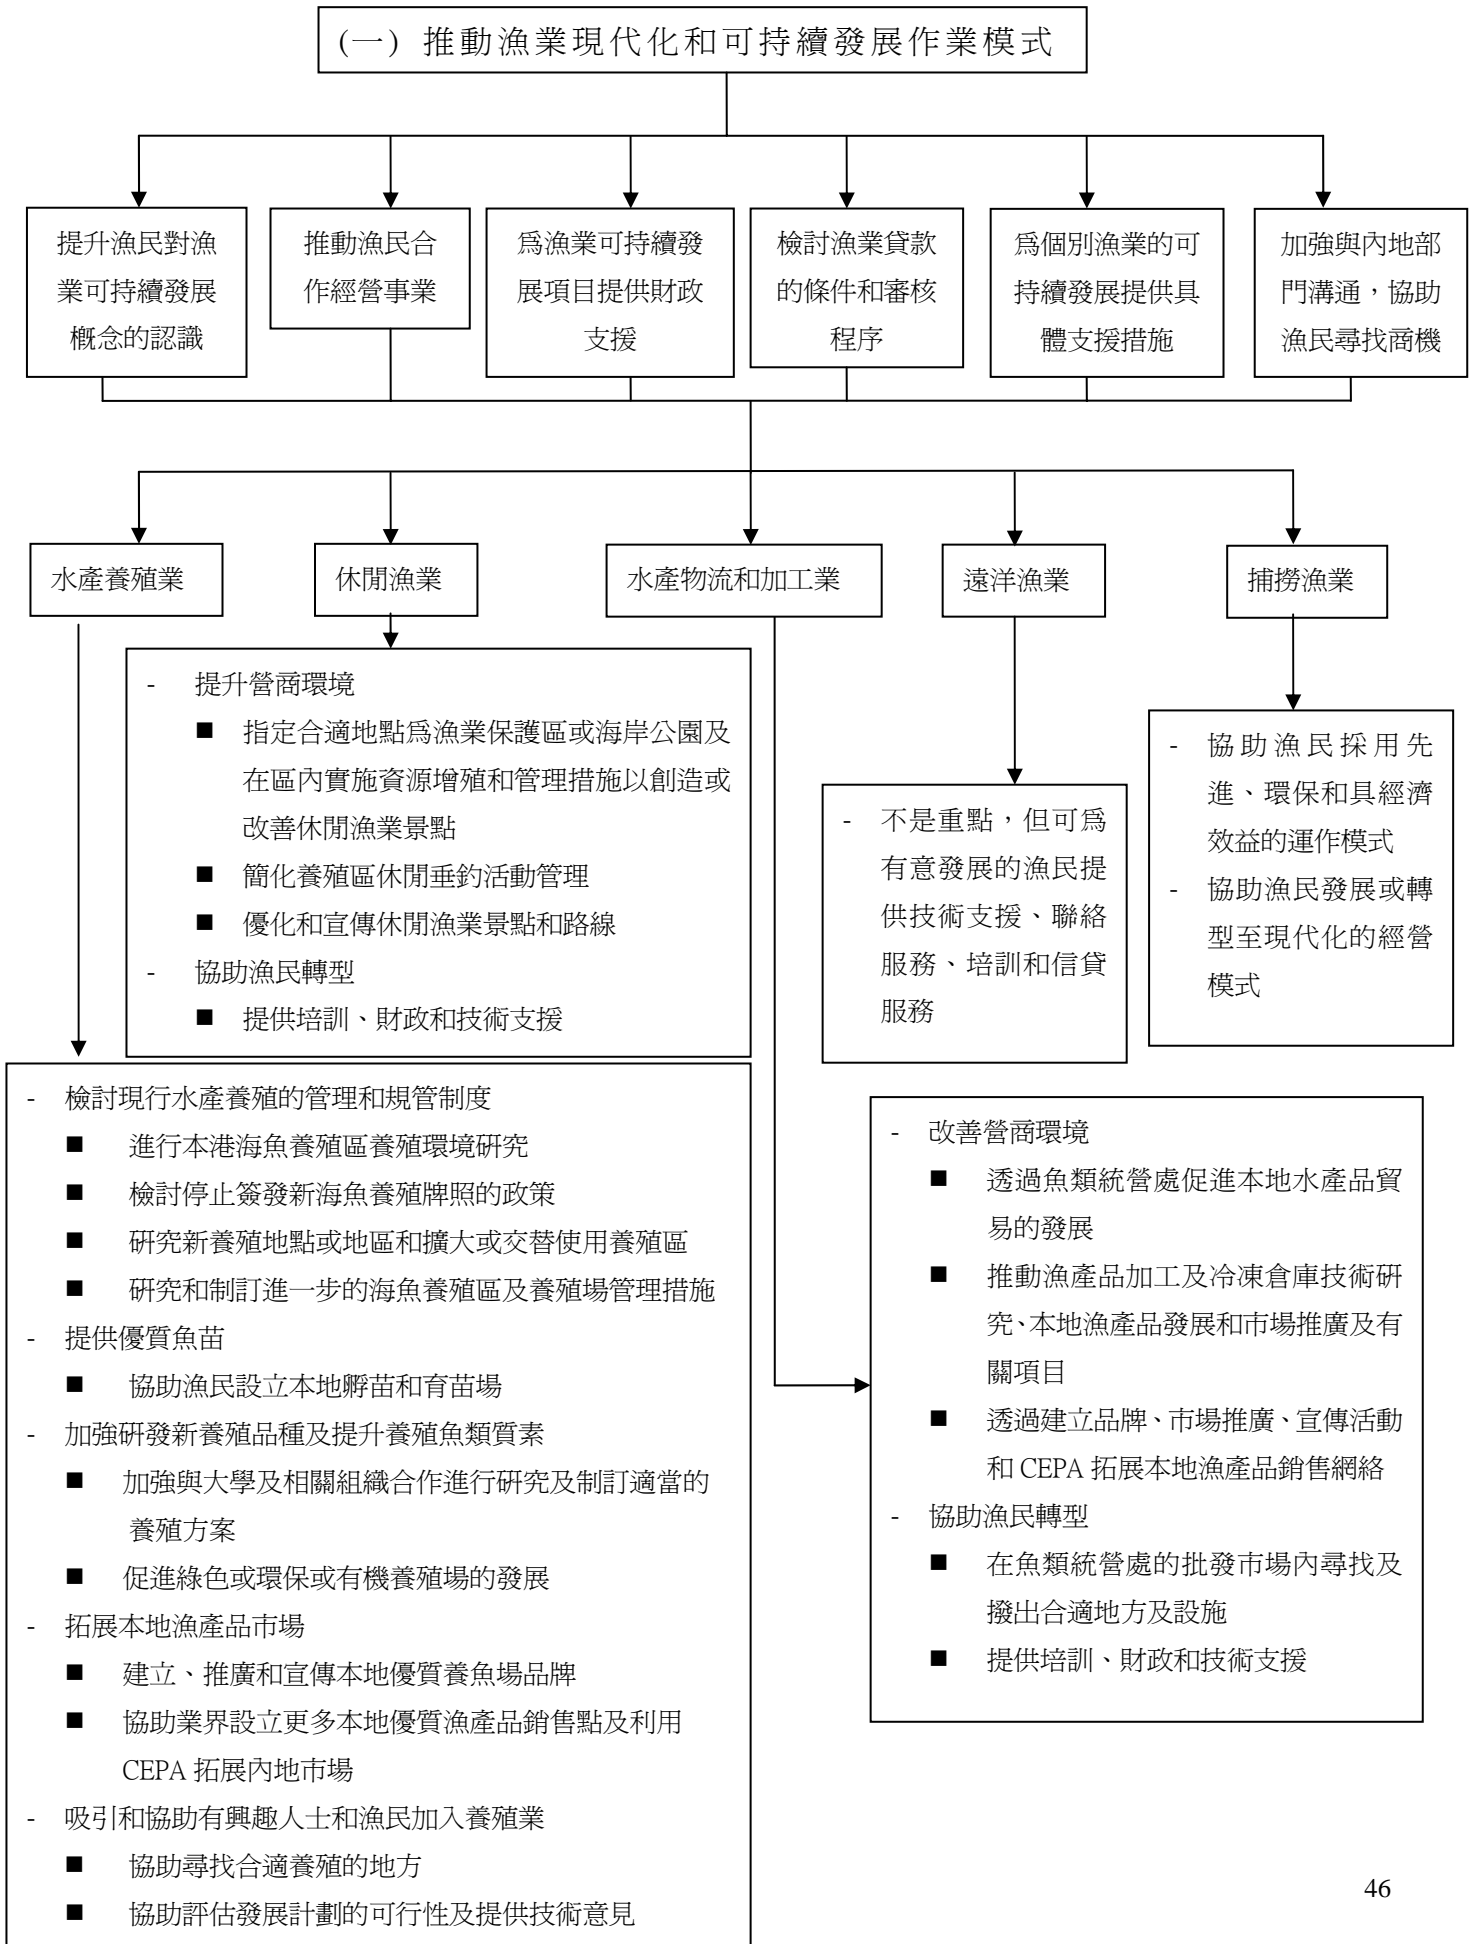 (一) 推動漁業現代化和可持續發展作業模式
提升漁民對漁
業可持續發展
概念的認識
推動漁民合
作經營事業
為漁業可持續發
展項目提供財政
支援
檢討漁業貸款
的條件和審核
程序
為個別漁業的可
持續發展提供具
體支援措施
加強與內地部
門溝通，協助
漁民尋找商機
水產養殖業
休閒漁業
水產物流和加工業
遠洋漁業
捕撈漁業
- 提升營商環境
■ 指定合適地點為漁業保護區或海岸公園及
在區內實施資源增殖和管理措施以創造或
改善休閒漁業景點
■ 簡化養殖區休閒垂釣活動管理
■ 優化和宣傳休閒漁業景點和路線
- 協助漁民轉型
■ 提供培訓、財政和技術支援
- 不是重點，但可為
有意發展的漁民提
供技術支援、聯絡
服務、培訓和信貸
服務
- 協助漁民採用先
進、環保和具經濟
效益的運作模式
- 協助漁民發展或轉
型至現代化的經營
模式
- 檢討現行水產養殖的管理和規管制度
■ 進行本港海魚養殖區養殖環境研究
■ 檢討停止簽發新海魚養殖牌照的政策
■ 研究新養殖地點或地區和擴大或交替使用養殖區
■ 研究和制訂進一步的海魚養殖區及養殖場管理措施
- 提供優質魚苗
■ 協助漁民設立本地孵苗和育苗場
- 加強研發新養殖品種及提升養殖魚類質素
■ 加強與大學及相關組織合作進行研究及制訂適當的
養殖方案
■ 促進綠色或環保或有機養殖場的發展
- 拓展本地漁產品市場
■ 建立、推廣和宣傳本地優質養魚場品牌
■ 協助業界設立更多本地優質漁產品銷售點及利用
CEPA 拓展內地市場
- 吸引和協助有興趣人士和漁民加入養殖業
■ 協助尋找合適養殖的地方
■ 協助評估發展計劃的可行性及提供技術意見
- 改善營商環境
■ 透過魚類統營處促進本地水產品貿
易的發展
■ 推動漁產品加工及冷凍倉庫技術研
究、本地漁產品發展和市場推廣及有
關項目
■ 透過建立品牌、市場推廣、宣傳活動
和 CEPA 拓展本地漁產品銷售網絡
- 協助漁民轉型
■ 在魚類統營處的批發市場內尋找及
撥出合適地方及設施
■ 提供培訓、財政和技術支援
46